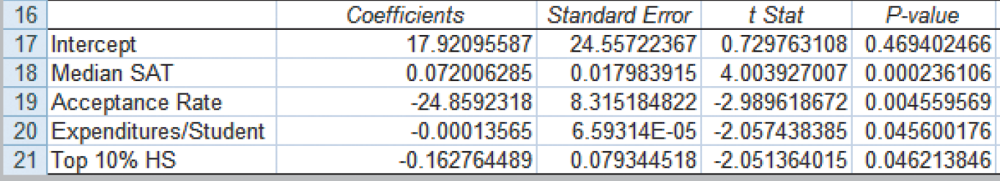 16 Coefficients Standard Error t Stat P-value
17 Intercept 17.92095587 24.55722367 0.729763108 0.469402466
18 Median SAT 0.072006285 0.017983915 4.003927007 0.000236106
19 Acceptance Rate -24.8592318 8.315184822 -2.989618672 0.004559569
20 Expenditures/Student -0.00013565 6.59314E-05 -2.057438385 0.045600176
21 Top 10% HS -0.162764489 0.079344518 -2.051364015 0.046213846